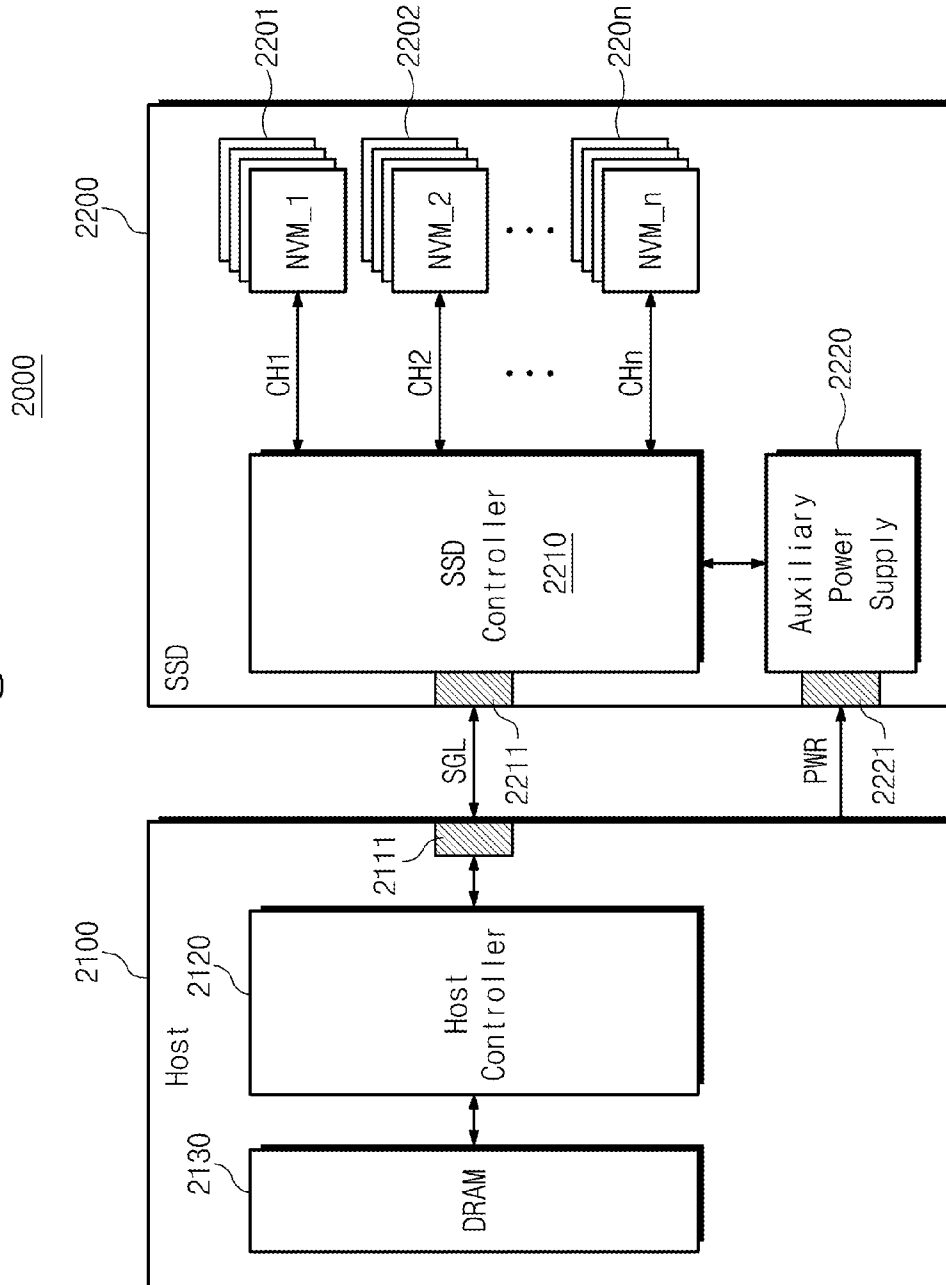 2000
2100
Host
2130
DRAM
2120
Host
Controller
2111
SGL
2211
PWR
2221
2200
SSD
SSD
Controller
2210
CH1
CH2
CHn
NVM_1
NVM_2
NVM_n
2201
2202
220n
Auxiliary
Power
Supply
2220